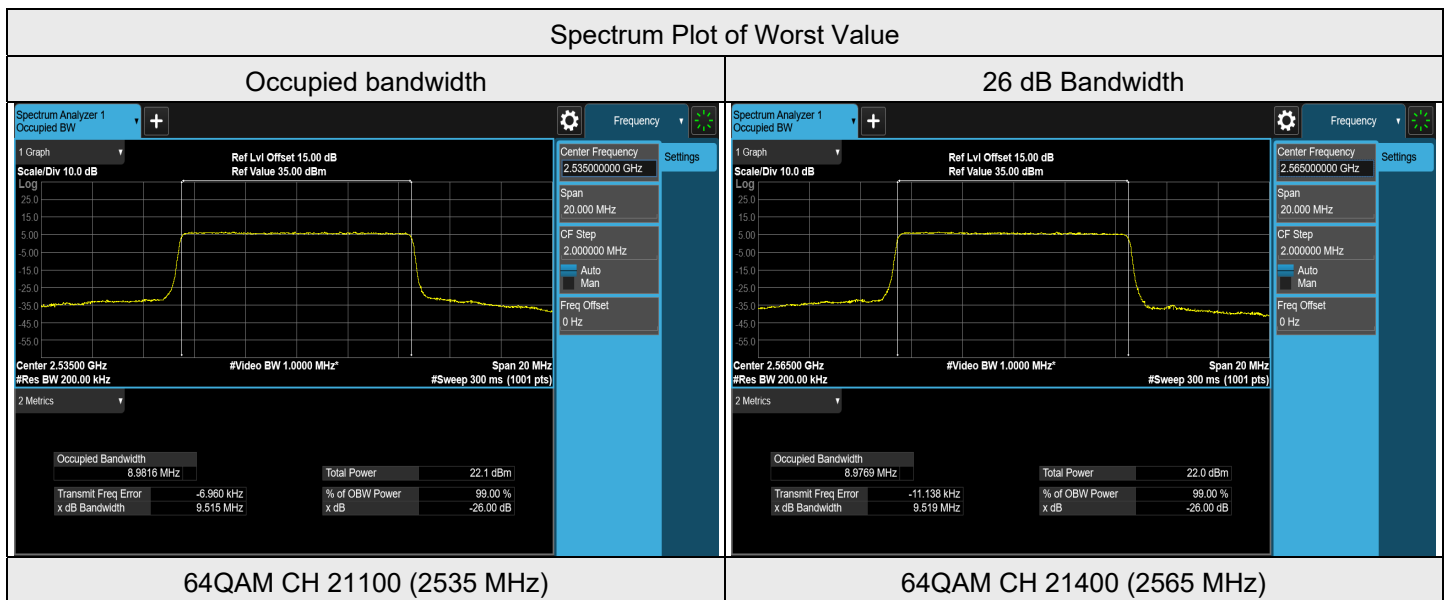 Spectrum Plot of Worst Value
Occupied bandwidth
26 dB Bandwidth
Spectrum Analyzer 1
Occupied BW
+
Frequency
1 Graph
Scale/Div 10.0 dB
Ref Lvl Offset 15.00 dB
Ref Value 35.00 dBm
Log
25.0
15.0
5.00
-5.00
-15.0
-25.0
-35.0
-45.0
-55.0
Center 2.53500 GHz
#Video BW 1.0000 MHz*
Span 20 MHz
#Res BW 200.00 kHz
#Sweep 300 ms (1001 pts)
Center Frequency
2.535000000 GHz
Settings
Span
20.000 MHz
CF Step
2.000000 MHz
Auto
Man
Freq Offset
0 Hz
2 Metrics
Occupied Bandwidth
8.9816 MHz
Total Power 22.1 dBm
Transmit Freq Error -6.960 kHz % of OBW Power 99.00 %
x dB Bandwidth 9.515 MHz x dB -26.00 dB
Spectrum Analyzer 1
Occupied BW
+
Frequency
1 Graph
Scale/Div 10.0 dB
Ref Lvl Offset 15.00 dB
Ref Value 35.00 dBm
Log
25.0
15.0
5.00
-5.00
-15.0
-25.0
-35.0
-45.0
-55.0
Center 2.56500 GHz
#Video BW 1.0000 MHz*
Span 20 MHz
#Res BW 200.00 kHz
#Sweep 300 ms (1001 pts)
Center Frequency
2.565000000 GHz
Settings
Span
20.000 MHz
CF Step
2.000000 MHz
Auto
Man
Freq Offset
0 Hz
2 Metrics
Occupied Bandwidth
8.9769 MHz
Total Power 22.0 dBm
Transmit Freq Error -11.138 kHz % of OBW Power 99.00 %
x dB Bandwidth 9.519 MHz x dB -26.00 dB
64QAM CH 21100 (2535 MHz)
64QAM CH 21400 (2565 MHz)